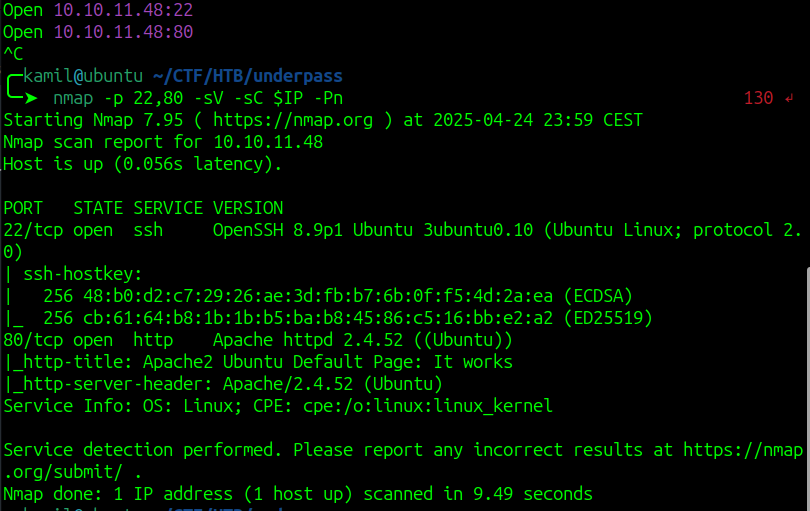 Open 10.10.11.48:22
Open 10.10.11.48:80
^C
kamil@ubuntu ~/CTF/HTB/underpass
➤ nmap -p 22,80 -sV -sC $IP -Pn 130 ↲
Starting Nmap 7.95 ( https://nmap.org ) at 2025-04-24 23:59 CEST
Nmap scan report for 10.10.11.48
Host is up (0.056s latency).
PORT   STATE SERVICE VERSION
22/tcp open  ssh     OpenSSH 8.9p1 Ubuntu 3ubuntu0.10 (Ubuntu Linux; protocol 2.
0)
| ssh-hostkey:
|   256 48:b0:d2:c7:29:26:ae:3d:fb:b7:6b:0f:f5:4d:2a:ea (ECDSA)
|_  256 cb:61:64:b8:1b:1b:b5:ba:b8:45:86:c5:16:bb:e2:a2 (ED25519)
80/tcp open  http    Apache httpd 2.4.52 ((Ubuntu))
|_http-title: Apache2 Ubuntu Default Page: It works
|_http-server-header: Apache/2.4.52 (Ubuntu)
Service Info: OS: Linux; CPE: cpe:/o:linux:linux_kernel
Service detection performed. Please report any incorrect results at https://nmap
.org/submit/ .
Nmap done: 1 IP address (1 host up) scanned in 9.49 seconds